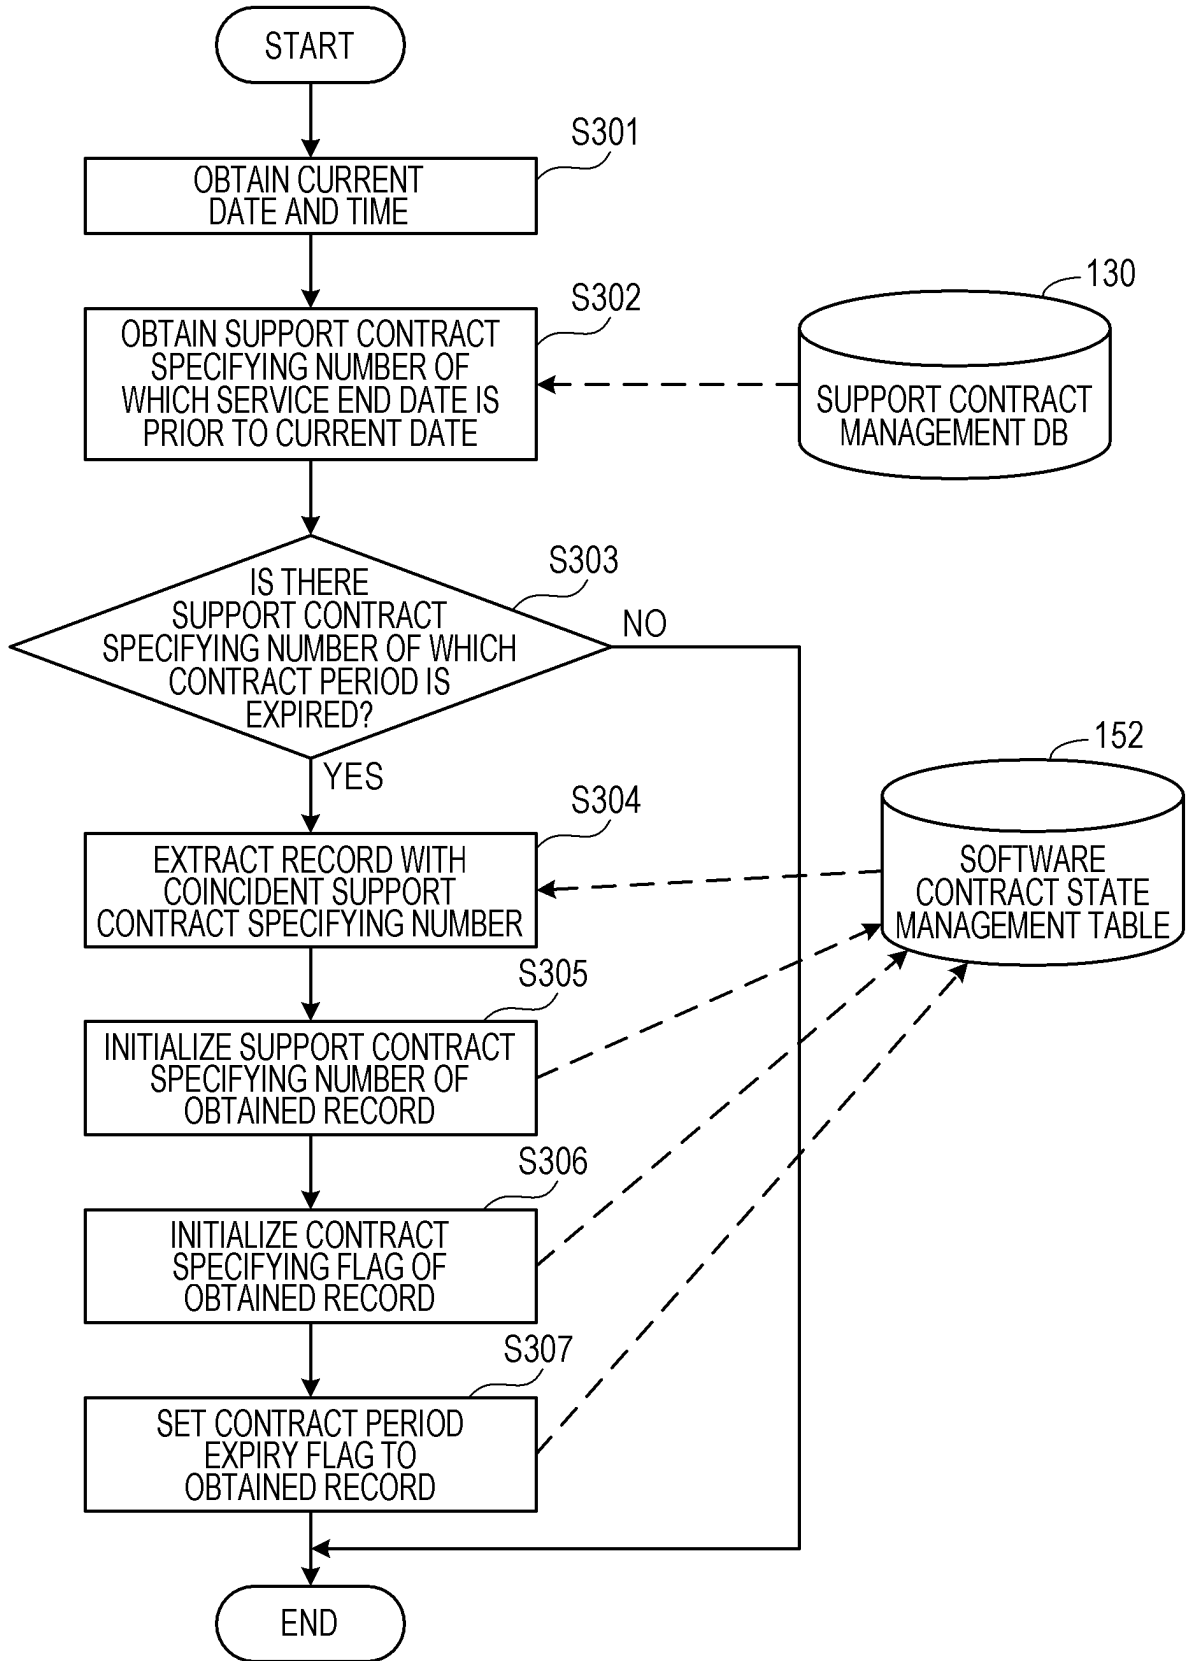 START
S301
OBTAIN CURRENT
DATE AND TIME
S302
OBTAIN SUPPORT CONTRACT
SPECIFYING NUMBER OF
WHICH SERVICE END DATE IS
PRIOR TO CURRENT DATE
130
SUPPORT CONTRACT
MANAGEMENT DB
S303
IS THERE
SUPPORT CONTRACT
SPECIFYING NUMBER OF WHICH
CONTRACT PERIOD IS
EXPIRED?
NO
YES
152
SOFTWARE
CONTRACT STATE
MANAGEMENT TABLE
S304
EXTRACT RECORD WITH
COINCIDENT SUPPORT
CONTRACT SPECIFYING NUMBER
S305
INITIALIZE SUPPORT CONTRACT
SPECIFYING NUMBER OF
OBTAINED RECORD
S306
INITIALIZE CONTRACT
SPECIFYING FLAG OF
OBTAINED RECORD
S307
SET CONTRACT PERIOD
EXPIRY FLAG TO
OBTAINED RECORD
END